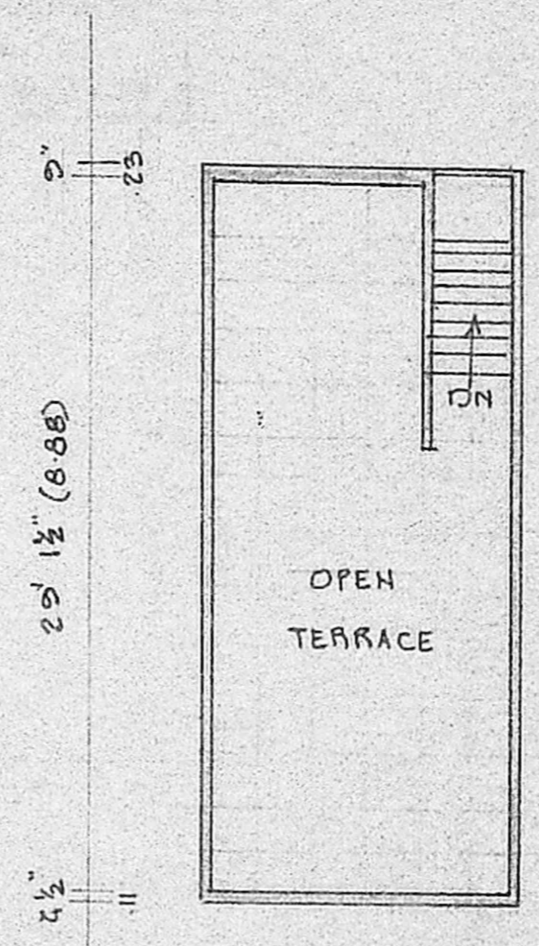 9"
.23
DN
29' 1½" (8.88)
OPEN
TERRACE
4½"
.11